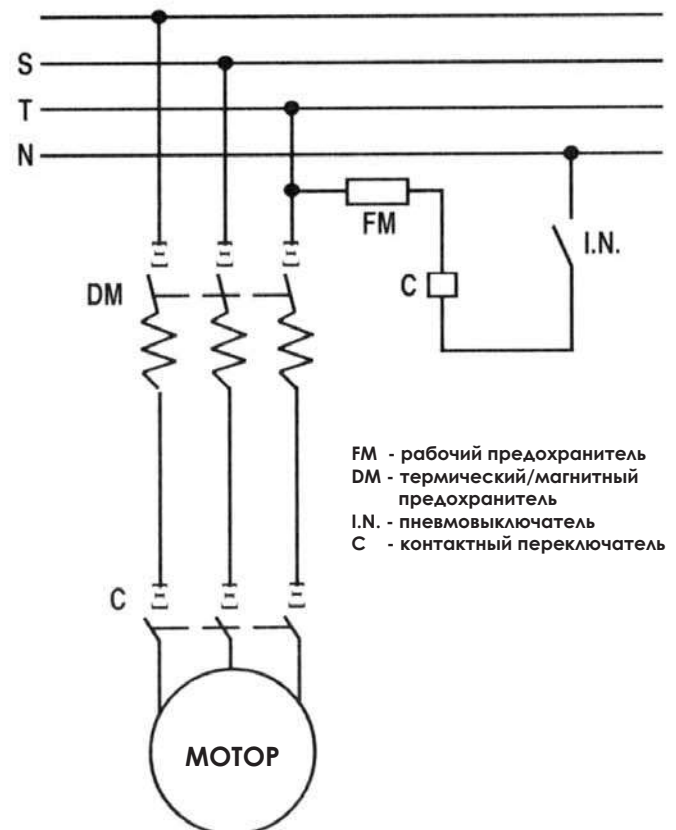 S
T
N
FM
I.N.
C
DM
FM - рабочий предохранитель
DM - термический/магнитный
предохранитель
I.N. - пневмовыключатель
C - контактный переключатель
C
МОТОР